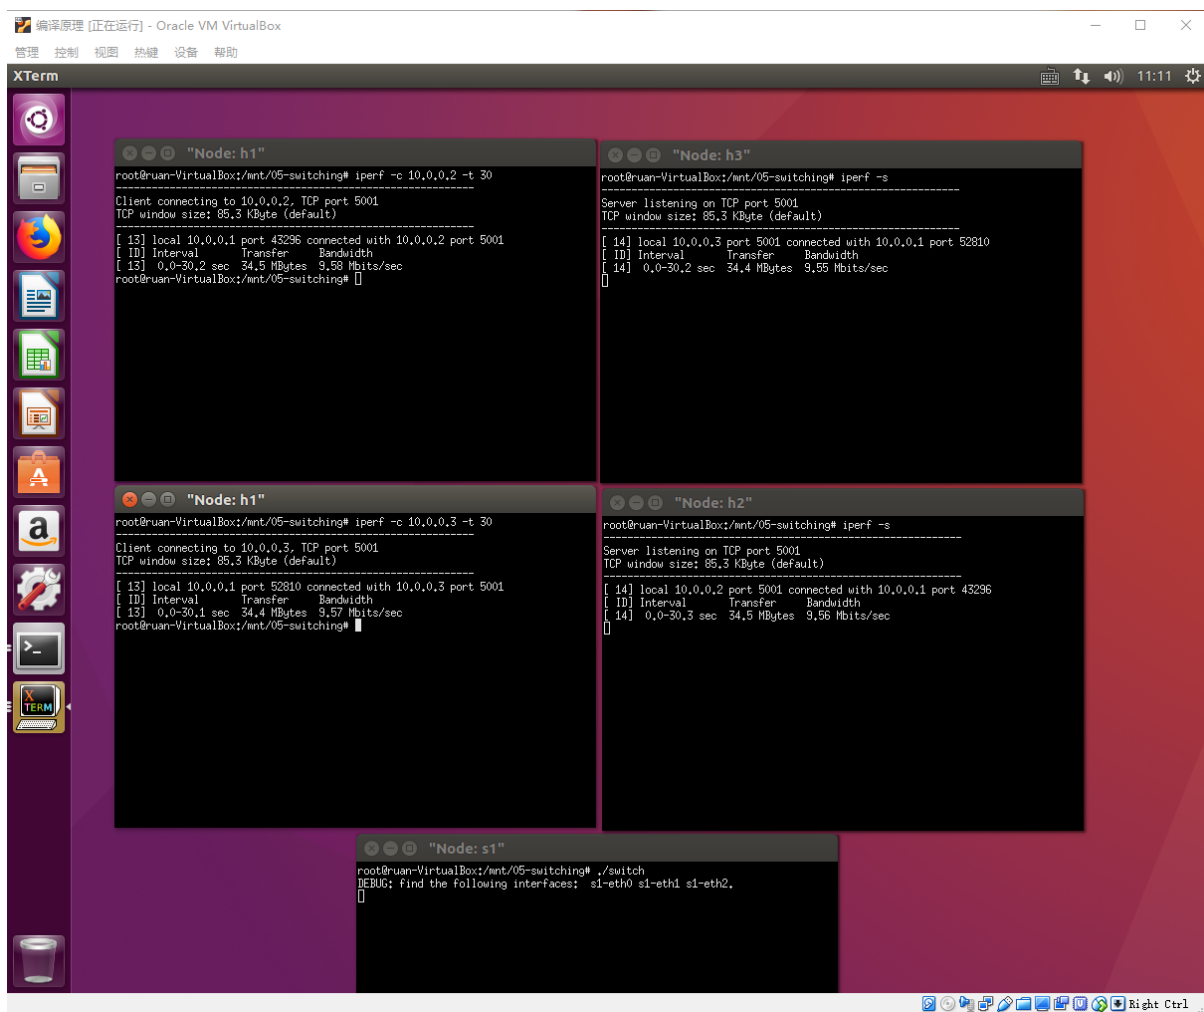 编译原理 [正在运行] - Oracle VM VirtualBox
管理 控制 视图 热键 设备 帮助
XTerm 11:11
"Node: h1"
root@ruan-VirtualBox:/mnt/05-switching# iperf -c 10.0.0.2 -t 30
------------------------------------------------------------
Client connecting to 10.0.0.2, TCP port 5001
TCP window size: 85.3 KByte (default)
------------------------------------------------------------
[ 13] local 10.0.0.1 port 43296 connected with 10.0.0.2 port 5001
[ ID] Interval Transfer Bandwidth
[ 13] 0.0-30.2 sec 34.5 MBytes 9.58 Mbits/sec
root@ruan-VirtualBox:/mnt/05-switching#
"Node: h3"
root@ruan-VirtualBox:/mnt/05-switching# iperf -s
------------------------------------------------------------
Server listening on TCP port 5001
TCP window size: 85.3 KByte (default)
------------------------------------------------------------
[ 14] local 10.0.0.3 port 5001 connected with 10.0.0.1 port 52810
[ ID] Interval Transfer Bandwidth
[ 14] 0.0-30.2 sec 34.4 MBytes 9.55 Mbits/sec
"Node: h1"
root@ruan-VirtualBox:/mnt/05-switching# iperf -c 10.0.0.3 -t 30
------------------------------------------------------------
Client connecting to 10.0.0.3, TCP port 5001
TCP window size: 85.3 KByte (default)
------------------------------------------------------------
[ 13] local 10.0.0.1 port 52810 connected with 10.0.0.3 port 5001
[ ID] Interval Transfer Bandwidth
[ 13] 0.0-30.1 sec 34.4 MBytes 9.57 Mbits/sec
root@ruan-VirtualBox:/mnt/05-switching#
"Node: h2"
root@ruan-VirtualBox:/mnt/05-switching# iperf -s
------------------------------------------------------------
Server listening on TCP port 5001
TCP window size: 85.3 KByte (default)
------------------------------------------------------------
[ 14] local 10.0.0.2 port 5001 connected with 10.0.0.1 port 43296
[ ID] Interval Transfer Bandwidth
[ 14] 0.0-30.3 sec 34.5 MBytes 9.56 Mbits/sec
"Node: s1"
root@ruan-VirtualBox:/mnt/05-switching# ./switch
DEBUG: find the following interfaces: s1-eth0 s1-eth1 s1-eth2.
a
>_
X
TERM
Right Ctrl